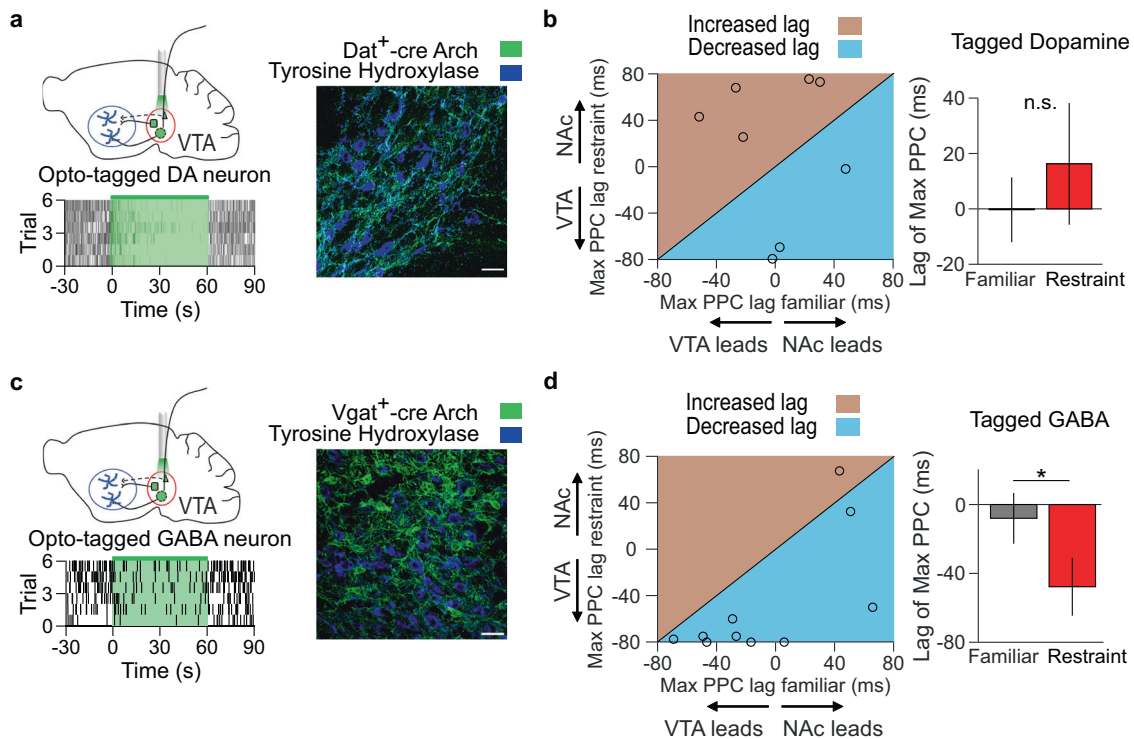 a
Dat+-cre Arch
Tyrosine Hydroxylase
VTA
Opto-tagged DA neuron
Trial
6
3
0
-30 0 30 60 90
Time (s)
b
Increased lag
Decreased lag
Max PPC lag restraint (ms)
VTA NAc
80
40
0
-40
-80
-80 -40 0 40 80
Max PPC lag familiar (ms)
VTA leads NAc leads
Tagged Dopamine
Lag of Max PPC (ms)
40
20
0
-20
n.s.
Familiar Restraint
c
Vgat+-cre Arch
Tyrosine Hydroxylase
VTA
Opto-tagged GABA neuron
Trial
6
3
0
-30 0 30 60 90
Time (s)
d
Increased lag
Decreased lag
Max PPC lag restraint (ms)
VTA NAc
80
40
0
-40
-80
-80 -40 0 40 80
Max PPC lag familiar (ms)
VTA leads NAc leads
Tagged GABA
Lag of Max PPC (ms)
0
-40
-80
*
Familiar Restraint